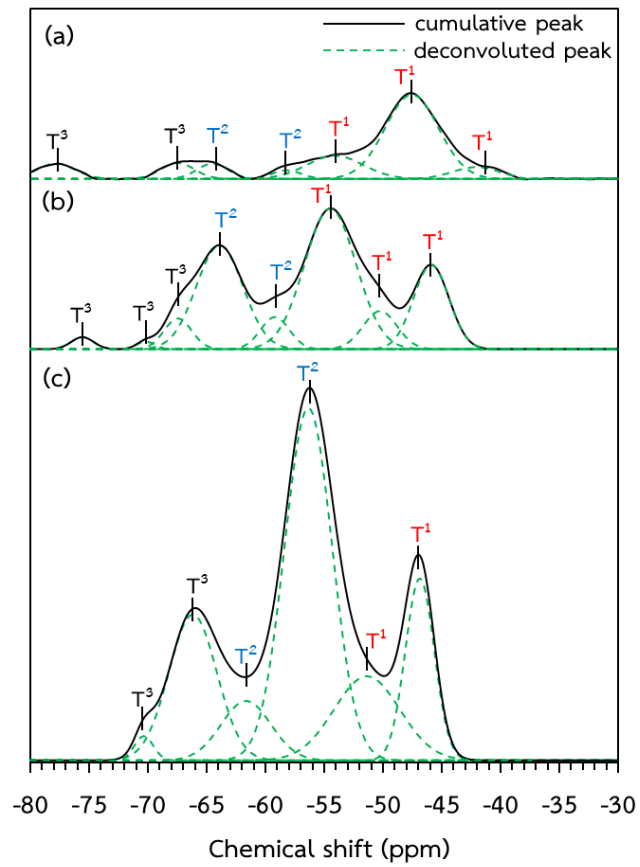 (a)
cumulative peak
deconvoluted peak
T³ T³ T² T² T¹ T¹ T¹
(b)
T³ T³ T³ T² T² T¹ T¹ T¹
(c)
T³ T³ T² T² T¹ T¹
-80 -75 -70 -65 -60 -55 -50 -45 -40 -35 -30
Chemical shift (ppm)